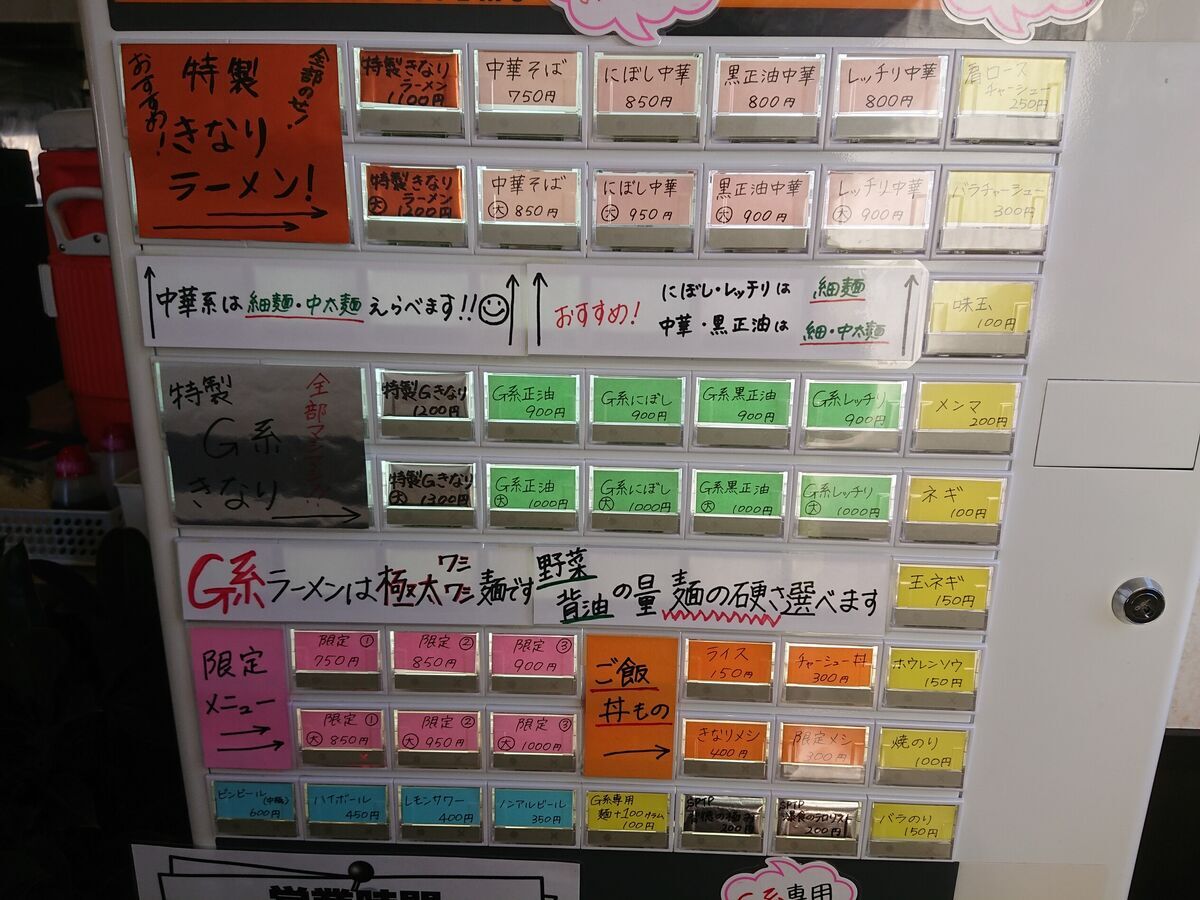 おすすめ!
特製
きなり
ラーメン!
全部のせ!
特製きなり
ラーメン
1100円
中華そば
750円
にぼし中華
850円
黒正油中華
800円
レッチリ中華
800円
肩ロース
チャーシュー
250円
特製きなり
ラーメン
大 1200円
中華そば
大 850円
にぼし中華
大 950円
黒正油中華
大 900円
レッチリ中華
大 900円
バラチャーシュー
300円
中華系は細麺・中太麺えらべます!!
おすすめ!
にぼし・レッチリは 細麺
中華・黒正油は 細・中太麺
味玉
100円
特製
G系
きなり
全部マシマシ!!
特製Gきなり
1200円
G系正油
900円
G系にぼし
900円
G系黒正油
900円
G系レッチリ
900円
メンマ
200円
特製Gきなり
大 1300円
G系正油
大 1000円
G系にぼし
大 1000円
G系黒正油
大 1000円
G系レッチリ
大 1000円
ネギ
100円
G系ラーメンは極太ワシワシ麺です
野菜
背油
の量 麺の硬さ選べます
玉ネギ
150円
限定
メニュー
限定 ①
750円
限定 ②
850円
限定 ③
900円
ご飯
丼もの
ライス
150円
チャーシュー丼
300円
ホウレンソウ
150円
限定 ①
大 850円
限定 ②
大 950円
限定 ③
大 1000円
きなりメシ
400円
限定メシ
300円
焼のり
100円
ビンビール(中瓶)
600円
ハイボール
450円
レモンサワー
400円
ノンアルビール
350円
G系専用
麺+100グラム
100円
SPTP
200円
SPTP
200円
バラのり
150円
営業時間
G系専用